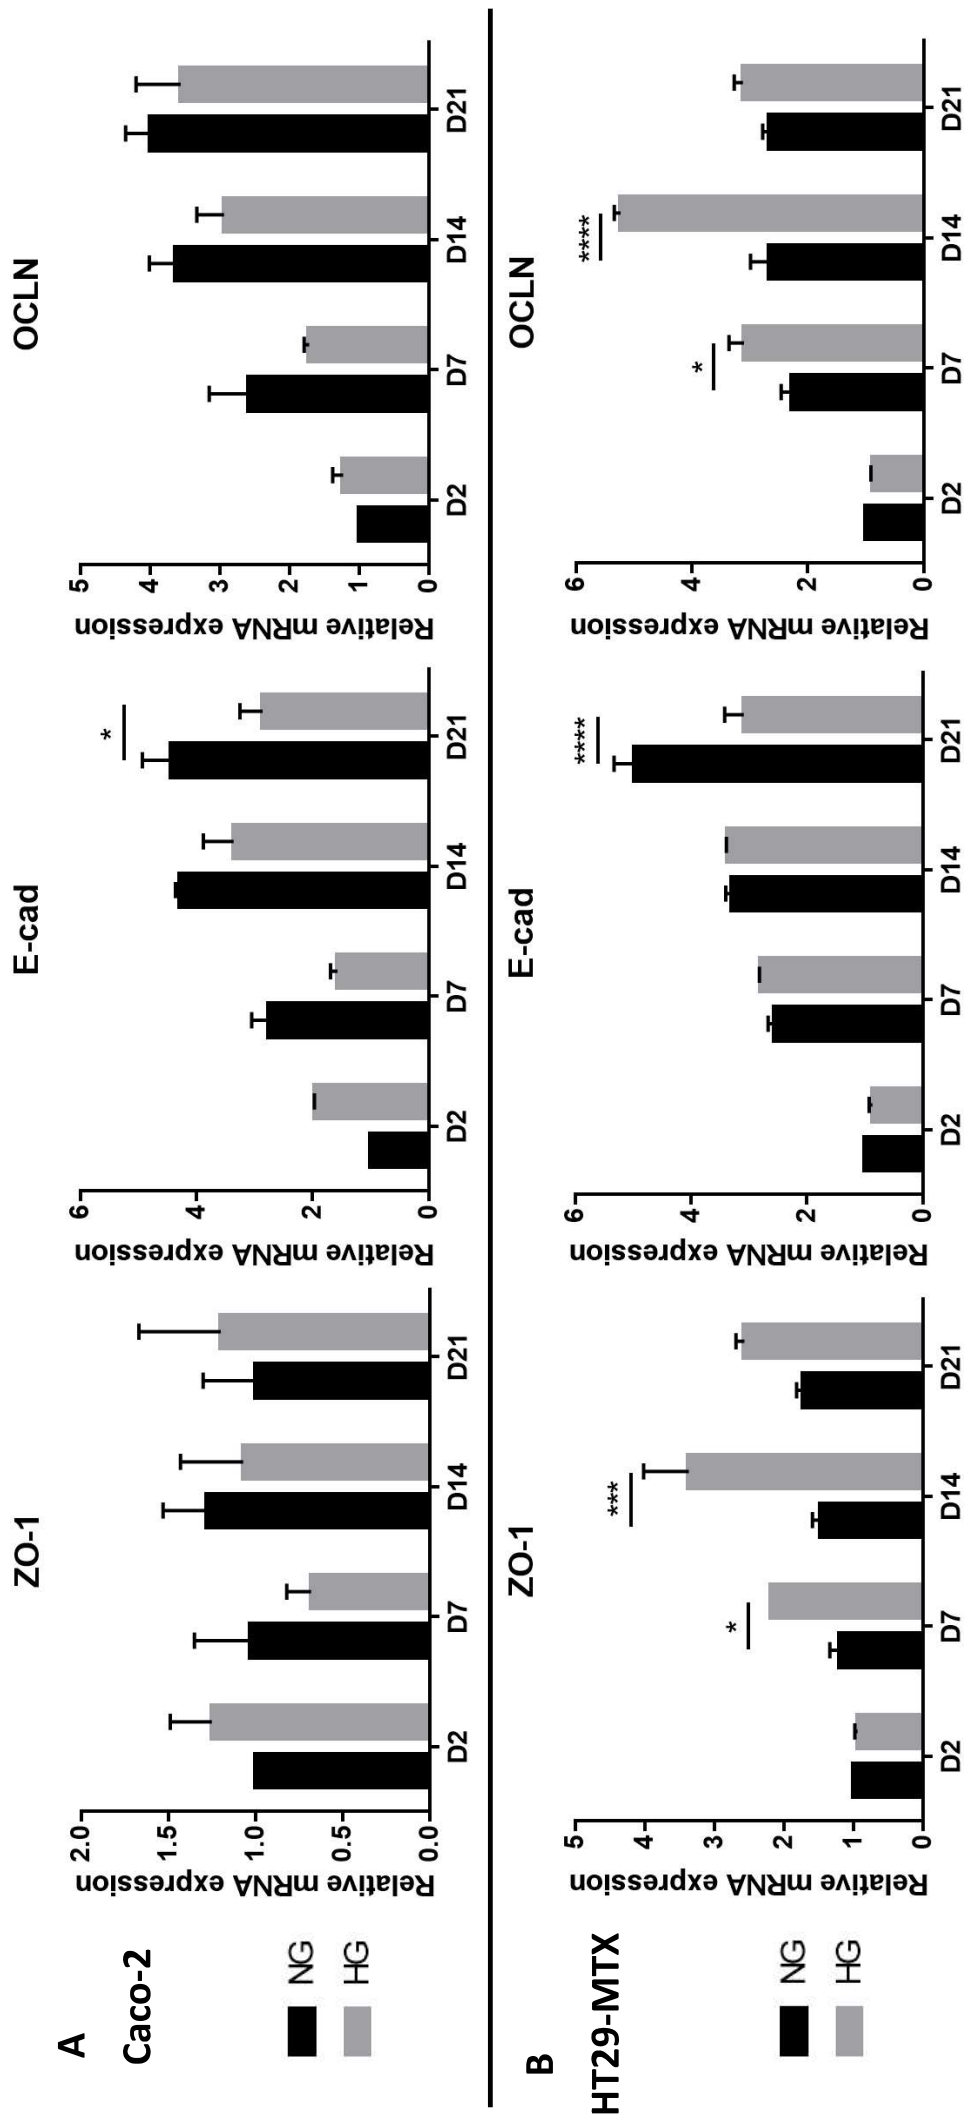 A
Caco-2
NG
HG
ZO-1
Relative mRNA expression
2.0
1.5
1.0
0.5
0.0
D2 D7 D14 D21
E-cad
Relative mRNA expression
6
4
2
0
*
D2 D7 D14 D21
OCLN
Relative mRNA expression
5
4
3
2
1
0
D2 D7 D14 D21
B
HT29-MTX
NG
HG
ZO-1
Relative mRNA expression
5
4
3
2
1
0
*
***
D2 D7 D14 D21
E-cad
Relative mRNA expression
6
4
2
0
****
D2 D7 D14 D21
OCLN
Relative mRNA expression
6
4
2
0
*
****
D2 D7 D14 D21